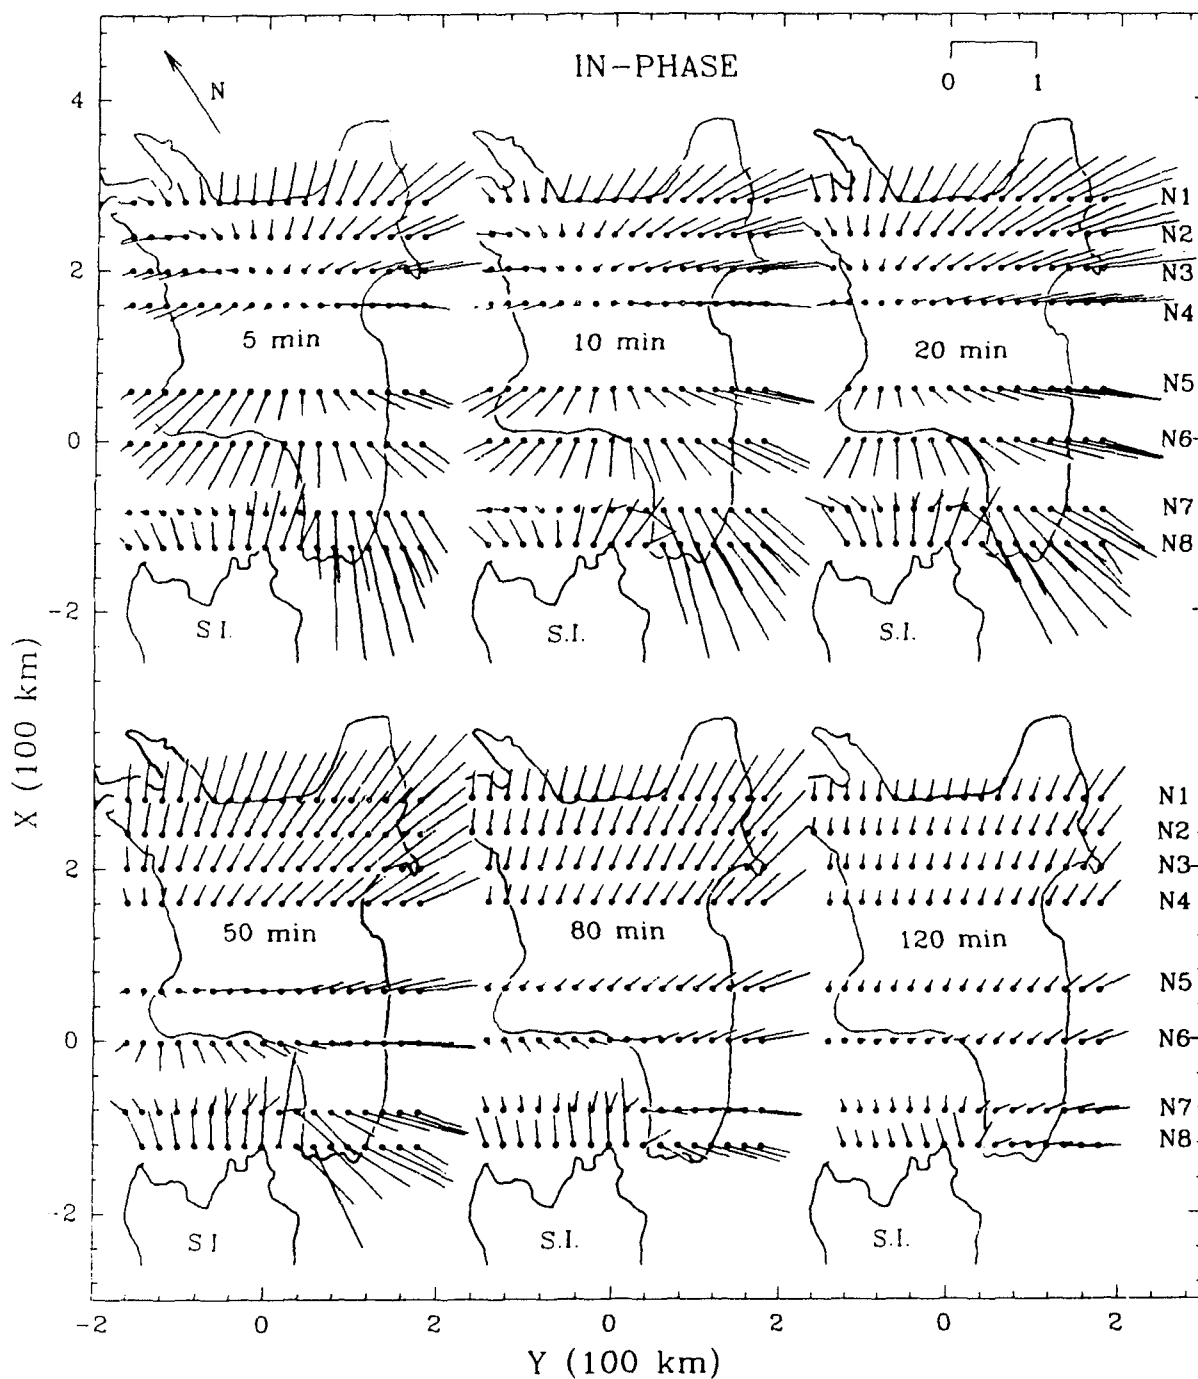 IN-PHASE
N
0 1
4
N1
N2
2
N3
N4
5 min 10 min 20 min
N5
0
N6
N7
N8
-2
S.I. S.I. S.I.
X (100 km)
N1
N2
2
N3
N4
50 min 80 min 120 min
N5
0
N6
N7
N8
-2
S I S.I. S.I.
-2 0 2 0 2 0 2
Y (100 km)